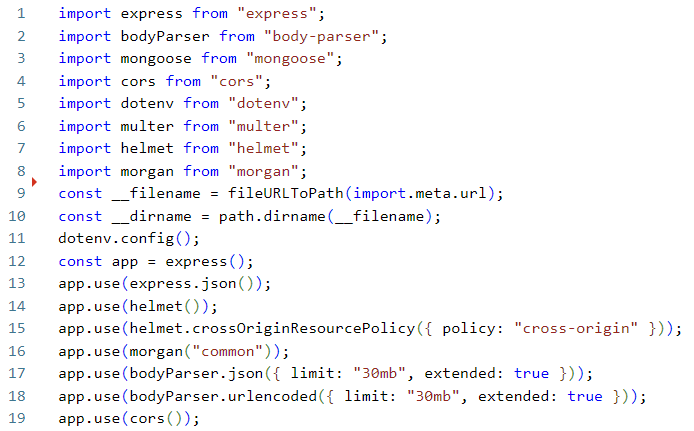 1 import express from "express";
2 import bodyParser from "body-parser";
3 import mongoose from "mongoose";
4 import cors from "cors";
5 import dotenv from "dotenv";
6 import multer from "multer";
7 import helmet from "helmet";
8 import morgan from "morgan";
9 const __filename = fileURLToPath(import.meta.url);
10 const __dirname = path.dirname(__filename);
11 dotenv.config();
12 const app = express();
13 app.use(express.json());
14 app.use(helmet());
15 app.use(helmet.crossOriginResourcePolicy({ policy: "cross-origin" }));
16 app.use(morgan("common"));
17 app.use(bodyParser.json({ limit: "30mb", extended: true }));
18 app.use(bodyParser.urlencoded({ limit: "30mb", extended: true }));
19 app.use(cors());